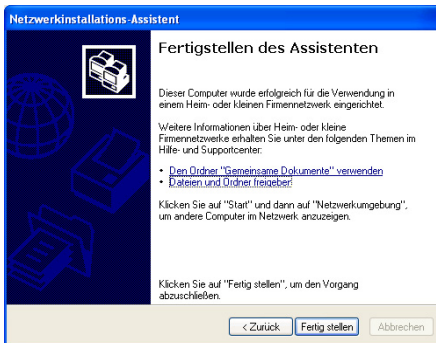 Netzwerkinstallations-Assistent
Fertigstellen des Assistenten
Dieser Computer wurde erfolgreich für die Verwendung in
einem Heim- oder kleinen Firmennetzwerk eingerichtet.
Weitere Informationen über Heim- oder kleine
Firmennetzwerke erhalten Sie unter den folgenden Themen im
Hilfe- und Supportcenter:
• Den Ordner "Gemeinsame Dokumente" verwenden
• Dateien und Ordner freigeben
Klicken Sie auf "Start" und dann auf "Netzwerkumgebung",
um andere Computer im Netzwerk anzuzeigen.
Klicken Sie auf "Fertig stellen", um den Vorgang
abzuschließen.
< Zurück Fertig stellen Abbrechen